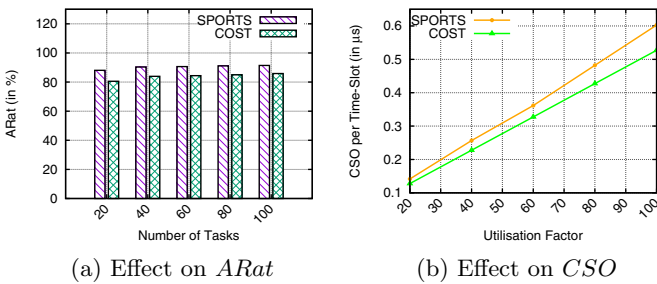 SPORTS
COST
ARat (in %)
120
100
80
60
40
20
0
20
40
60
80
100
Number of Tasks
(a) Effect on ARat
SPORTS
COST
CSO per Time-Slot (in µs)
0.6
0.5
0.4
0.3
0.2
0.1
20
30
40
50
60
70
80
90
100
Utilisation Factor
(b) Effect on CSO